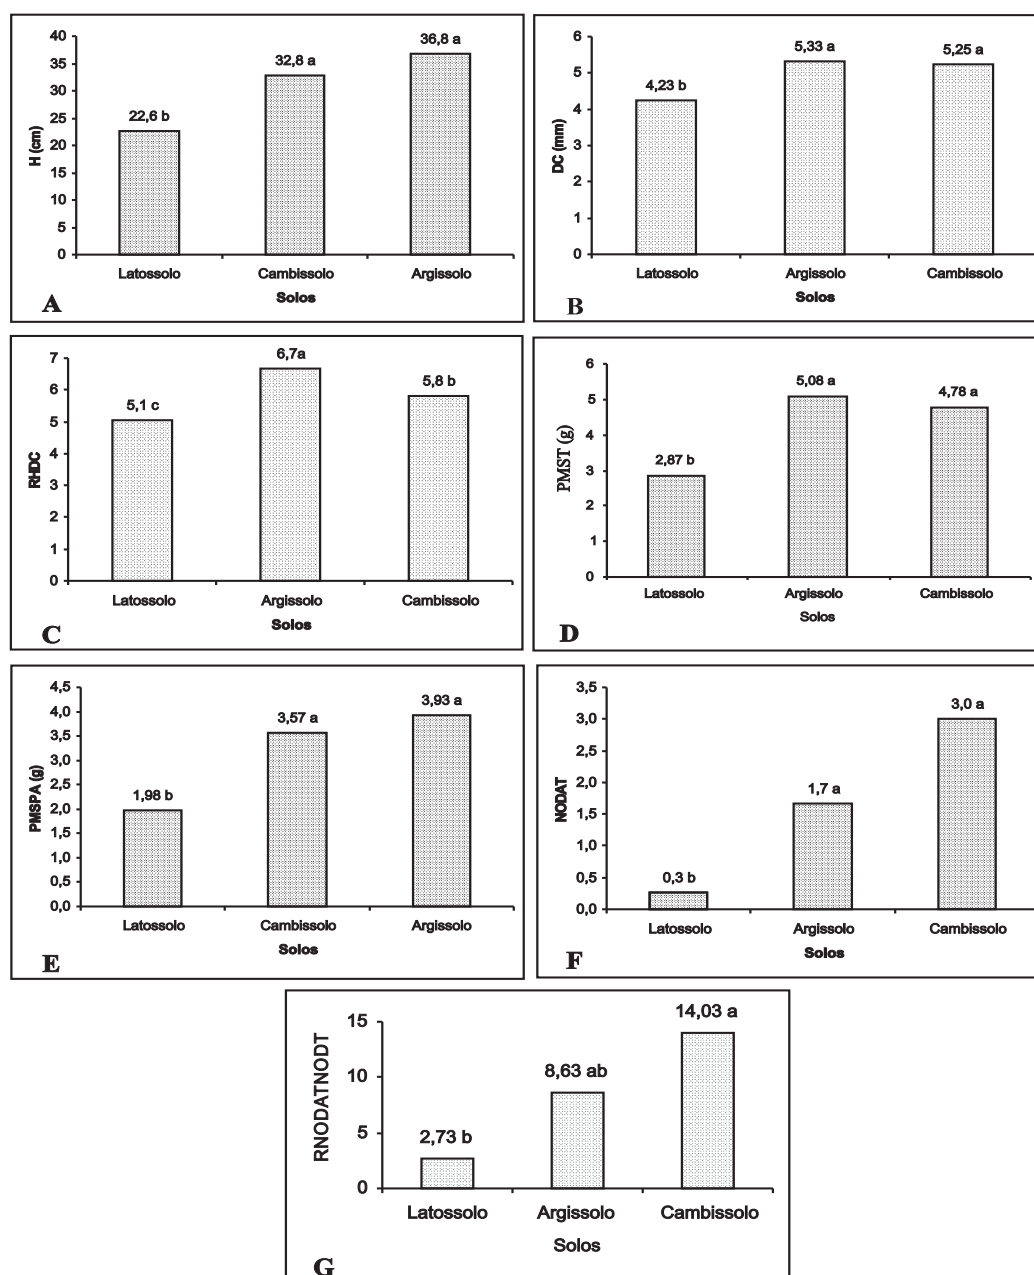 40
35
30
25
20
15
10
5
0
H (cm)
22,6 b
32,8 a
36,8 a
Latossolo Cambissolo Argissolo
Solos
A
6
5
4
3
2
1
0
DC (mm)
4,23 b
5,33 a
5,25 a
Latossolo Argissolo Cambissolo
Solos
B
7
6
5
4
3
2
1
0
RHDC
5,1 c
6,7a
5,8 b
Latossolo Argissolo Cambissolo
Solos
C
6
5
4
3
2
1
0
PMST (g)
2,87 b
5,08 a
4,78 a
Latossolo Argissolo Cambissolo
Solos
D
4,5
4,0
3,5
3,0
2,5
2,0
1,5
1,0
0,5
0,0
PMSPA (g)
1,98 b
3,57 a
3,93 a
Latossolo Cambissolo Argissolo
Solos
E
3,5
3,0
2,5
2,0
1,5
1,0
0,5
0,0
NODAT
0,3 b
1,7 a
3,0 a
Latossolo Argissolo Cambissolo
Solos
F
15
10
5
0
RNODATNODT
2,73 b
8,63 ab
14,03 a
Latossolo Argissolo Cambissolo
Solos
G